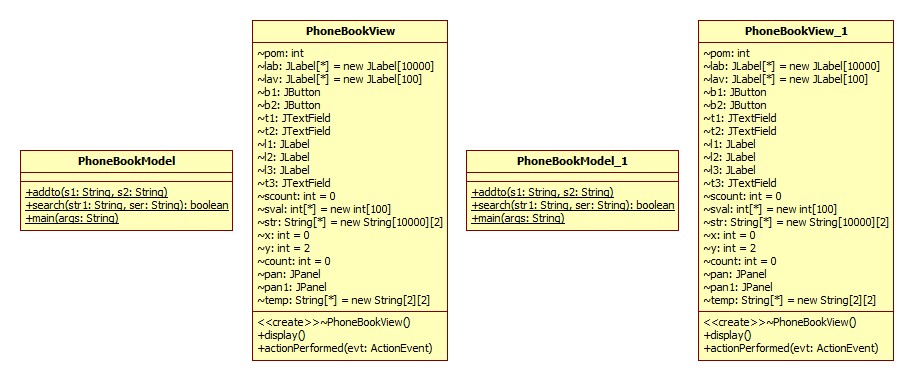 PhoneBookModel
+addto(s1: String, s2: String)
+search(str1: String, ser: String): boolean
+main(args: String)
PhoneBookView
~pom: int
~lab: JLabel[*] = new JLabel[10000]
~lav: JLabel[*] = new JLabel[100]
~b1: JButton
~b2: JButton
~t1: JTextField
~t2: JTextField
~l1: JLabel
~l2: JLabel
~l3: JLabel
~t3: JTextField
~scount: int = 0
~sval: int[*] = new int[100]
~str: String[*] = new String[10000][2]
~x: int = 0
~y: int = 2
~count: int = 0
~pan: JPanel
~pan1: JPanel
~temp: String[*] = new String[2][2]
<<create>>~PhoneBookView()
+display()
+actionPerformed(evt: ActionEvent)
PhoneBookModel_1
+addto(s1: String, s2: String)
+search(str1: String, ser: String): boolean
+main(args: String)
PhoneBookView_1
~pom: int
~lab: JLabel[*] = new JLabel[10000]
~lav: JLabel[*] = new JLabel[100]
~b1: JButton
~b2: JButton
~t1: JTextField
~t2: JTextField
~l1: JLabel
~l2: JLabel
~l3: JLabel
~t3: JTextField
~scount: int = 0
~sval: int[*] = new int[100]
~str: String[*] = new String[10000][2]
~x: int = 0
~y: int = 2
~count: int = 0
~pan: JPanel
~pan1: JPanel
~temp: String[*] = new String[2][2]
<<create>>~PhoneBookView()
+display()
+actionPerformed(evt: ActionEvent)